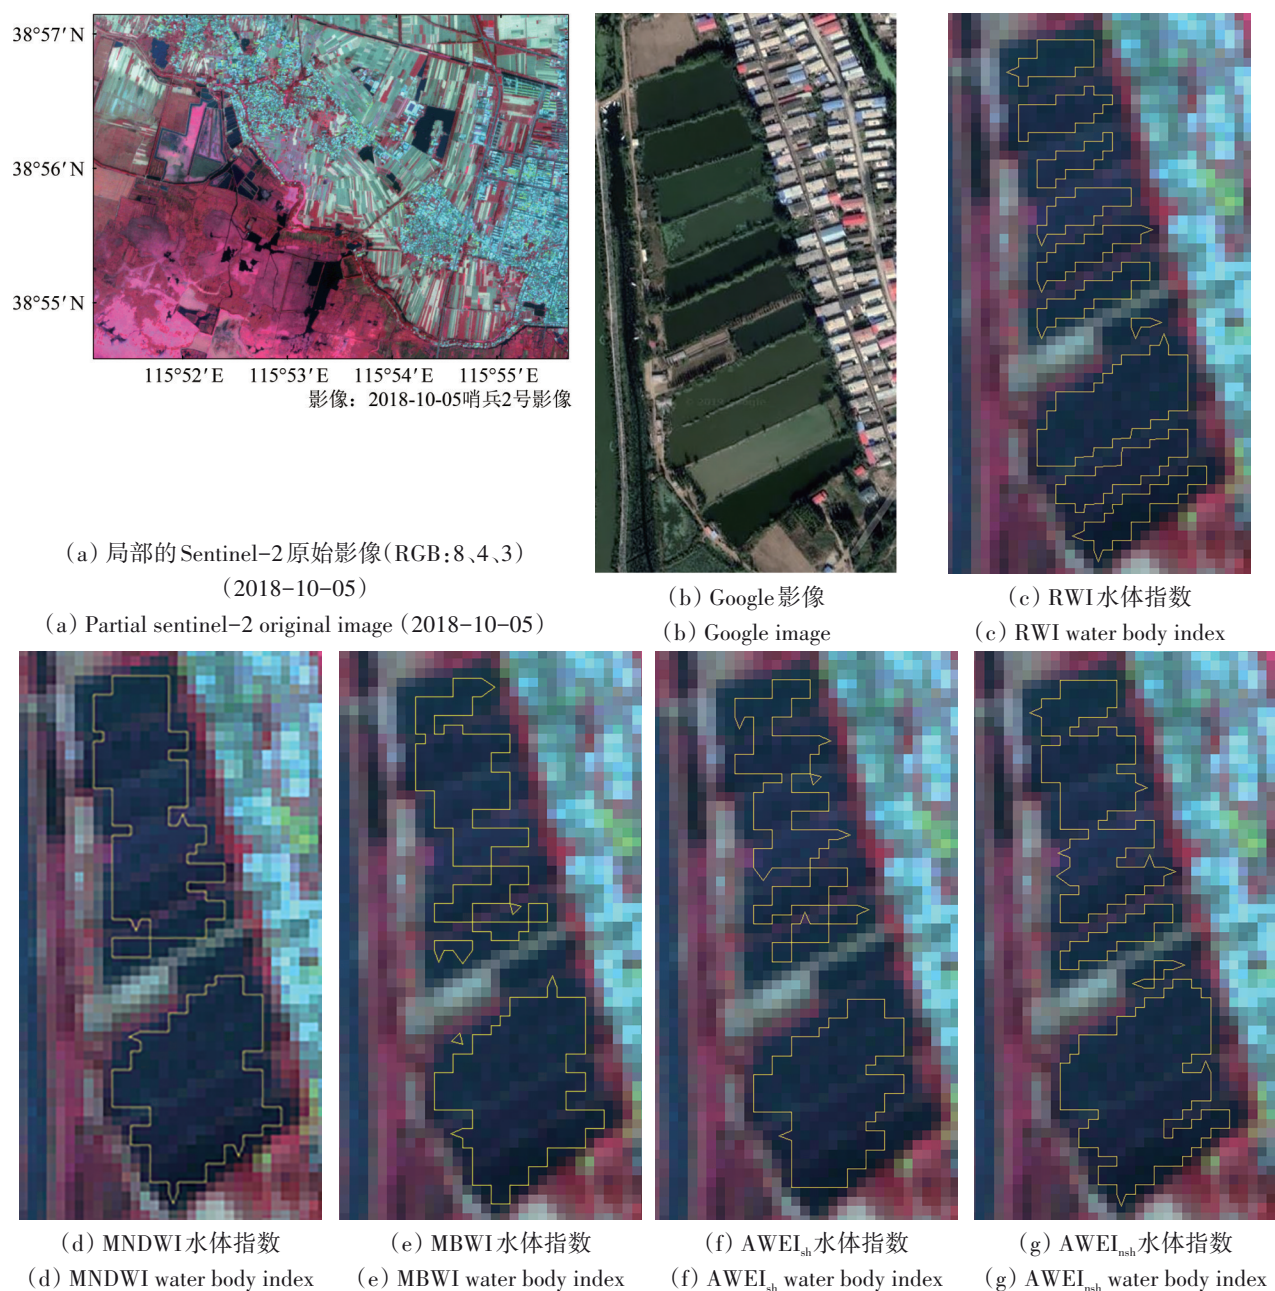 38°57′N
38°56′N
38°55′N
115°52′E 115°53′E 115°54′E 115°55′E
影像：2018-10-05哨兵2号影像
(a) 局部的Sentinel-2原始影像(RGB:8、4、3)
(2018-10-05)
(a) Partial sentinel-2 original image (2018-10-05)
(b) Google影像
(b) Google image
(c) RWI水体指数
(c) RWI water body index
(d) MNDWI水体指数
(d) MNDWI water body index
(e) MBWI水体指数
(e) MBWI water body index
(f) AWEIsh水体指数
(f) AWEIsh water body index
(g) AWEInsh水体指数
(g) AWEInsh water body index